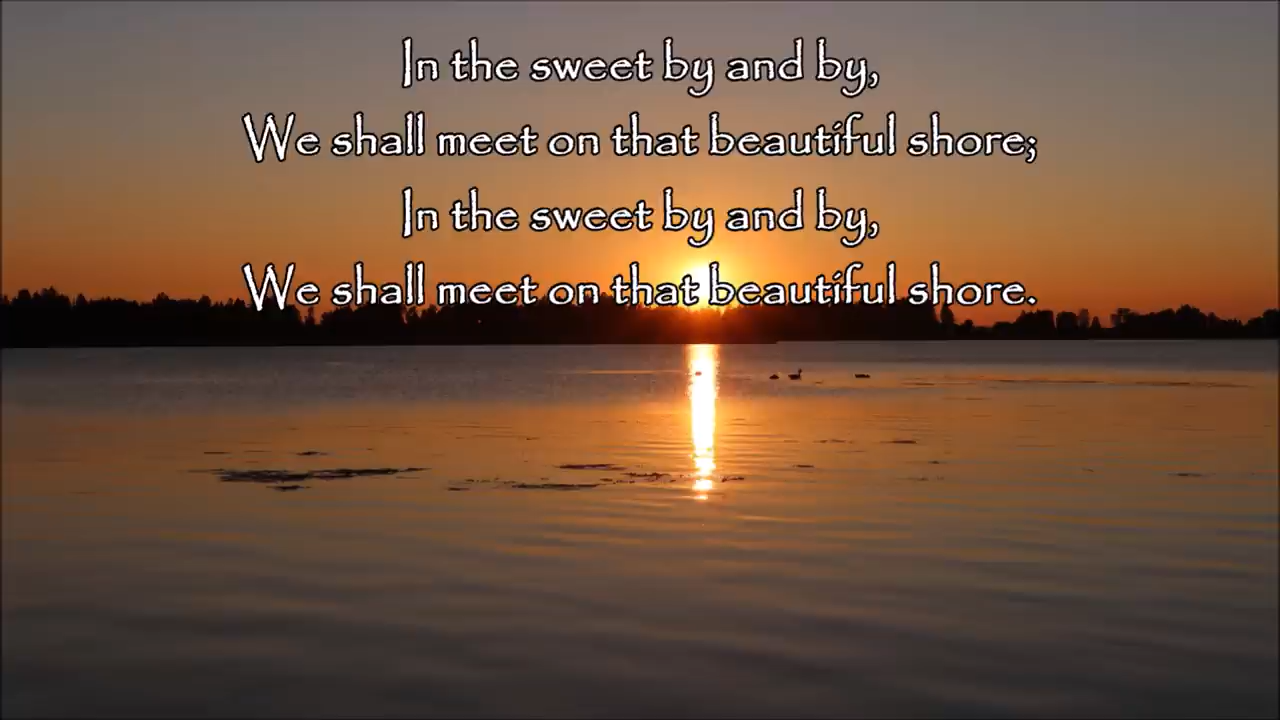 In the sweet by and by,
We shall meet on that beautiful shore;
In the sweet by and by,
We shall meet on that beautiful shore.